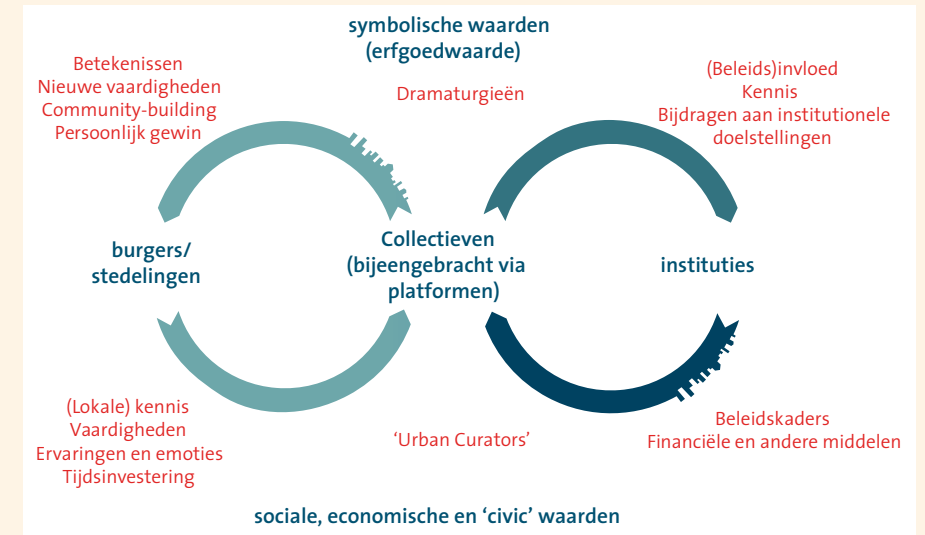 symbolische waarden
(erfgoedwaarde)
Betekenissen
Nieuwe vaardigheden
Community-building
Persoonlijk gewin
Dramaturgieën
(Beleids)invloed
Kennis
Bijdragen aan institutionele
doelstellingen
burgers/
stedelingen
Collectieven
(bijeengebracht via
platformen)
instituties
(Lokale) kennis
Vaardigheden
Ervaringen en emoties
Tijdsinvestering
‘Urban Curators’
Beleidskaders
Financiële en andere middelen
sociale, economische en ‘civic’ waarden